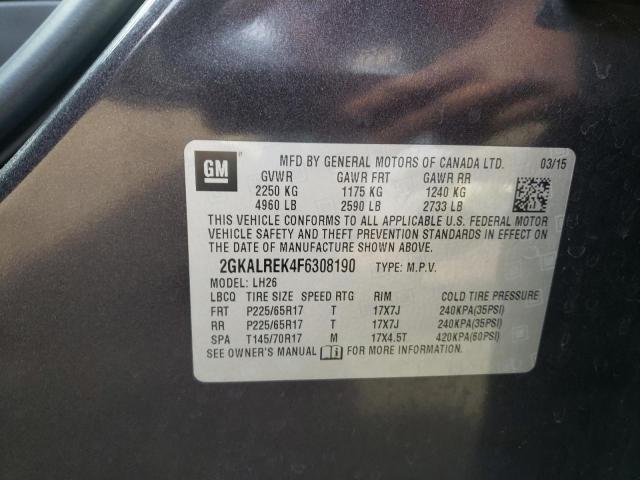 GM
MFD BY GENERAL MOTORS OF CANADA LTD. 03/15
GVWR GAWR FRT GAWR RR
2250 KG 1175 KG 1240 KG
4960 LB 2590 LB 2733 LB
THIS VEHICLE CONFORMS TO ALL APPLICABLE U.S. FEDERAL MOTOR
VEHICLE SAFETY AND THEFT PREVENTION STANDARDS IN EFFECT ON
THE DATE OF MANUFACTURE SHOWN ABOVE.
2GKALREK4F6308190 TYPE: M.P.V.
MODEL: LH26
LBCQ TIRE SIZE SPEED RTG RIM COLD TIRE PRESSURE
FRT P225/65R17 T 17X7J 240KPA(35PSI)
RR P225/65R17 T 17X7J 240KPA(35PSI)
SPA T145/70R17 M 17X4.5T 420KPA(60PSI)
SEE OWNER'S MANUAL FOR MORE INFORMATION.